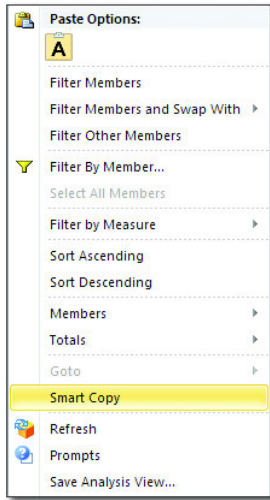 Paste Options:
A
Filter Members
Filter Members and Swap With
Filter Other Members
Filter By Member...
Select All Members
Filter by Measure
Sort Ascending
Sort Descending
Members
Totals
Goto
Smart Copy
Refresh
Prompts
Save Analysis View...